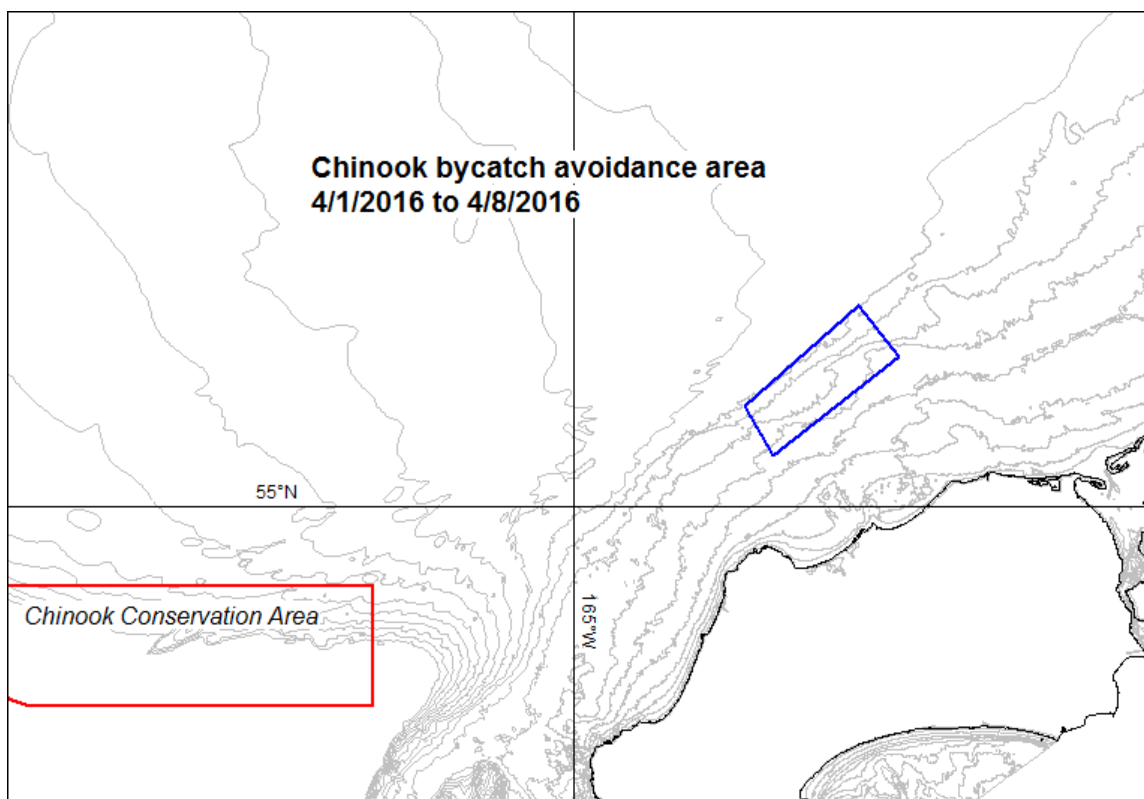 Chinook bycatch avoidance area
4/1/2016 to 4/8/2016
55°N
Chinook Conservation Area
165°W